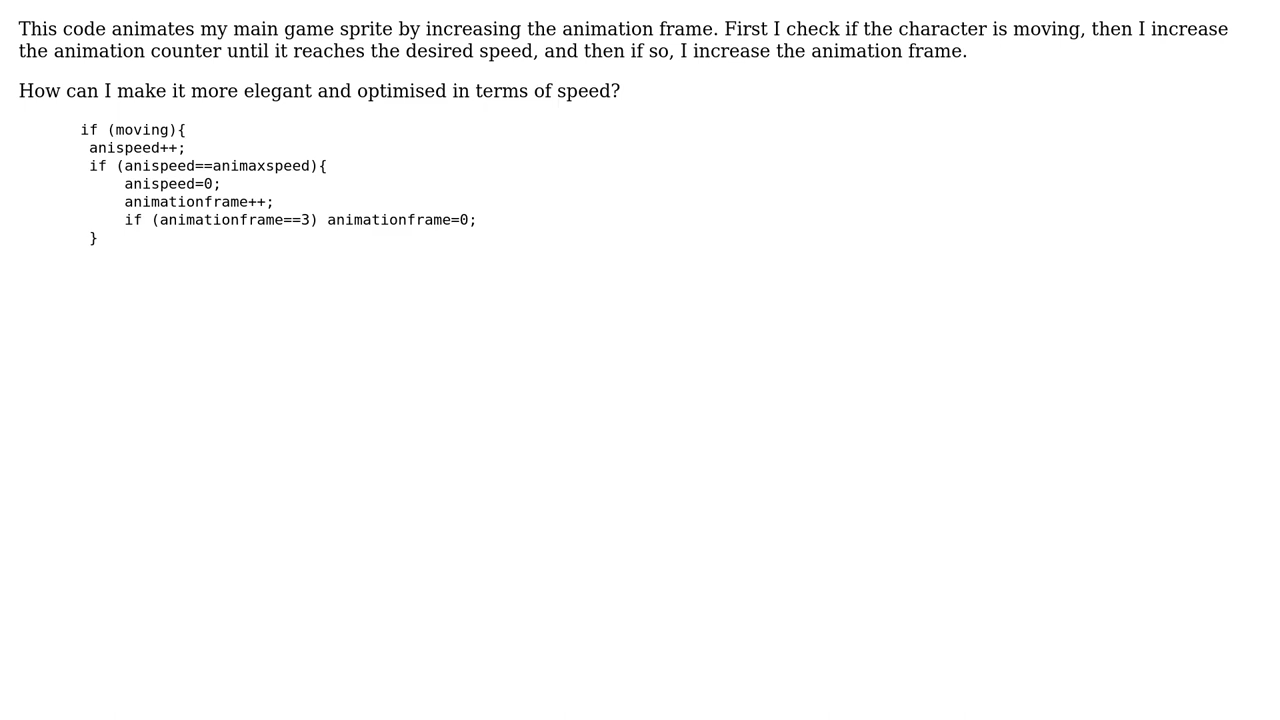 This code animates my main game sprite by increasing the animation frame. First I check if the character is moving, then I increase
the animation counter until it reaches the desired speed, and then if so, I increase the animation frame.
How can I make it more elegant and optimised in terms of speed?
if (moving){
anispeed++;
if (anispeed==animaxspeed){
anispeed=0;
animationframe++;
if (animationframe==3) animationframe=0;
}